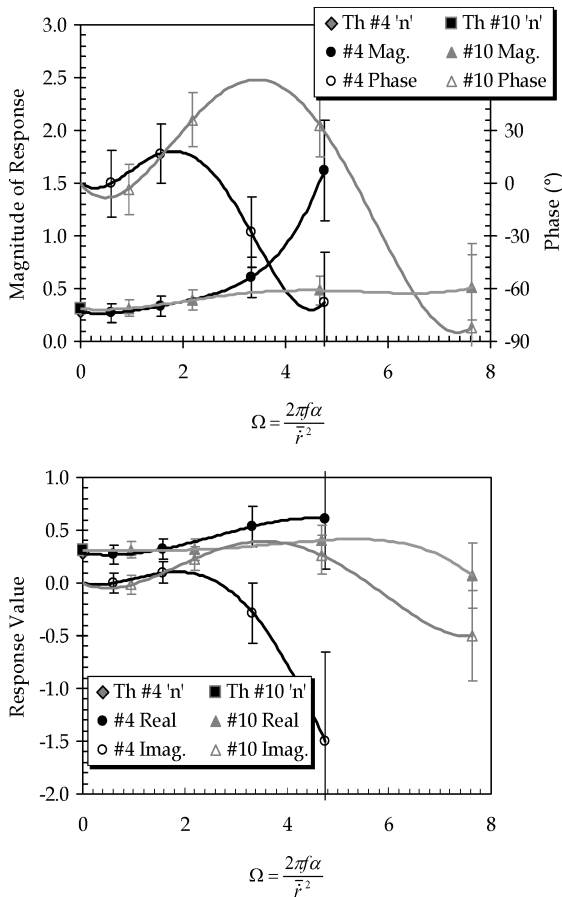 3.0
2.5
2.0
1.5
1.0
0.5
0.0
Magnitude of Response
Th #4 'n' Th #10 'n'
#4 Mag. #10 Mag.
#4 Phase #10 Phase
30
0
-30
-60
-90
Phase (°)
0 2 4 6 8
Ω = 2πfα / r̄̇ ²
1.0
0.5
0.0
-0.5
-1.0
-1.5
-2.0
Response Value
Th #4 'n' Th #10 'n'
#4 Real #10 Real
#4 Imag. #10 Imag.
0 2 4 6 8
Ω = 2πfα / r̄̇ ²